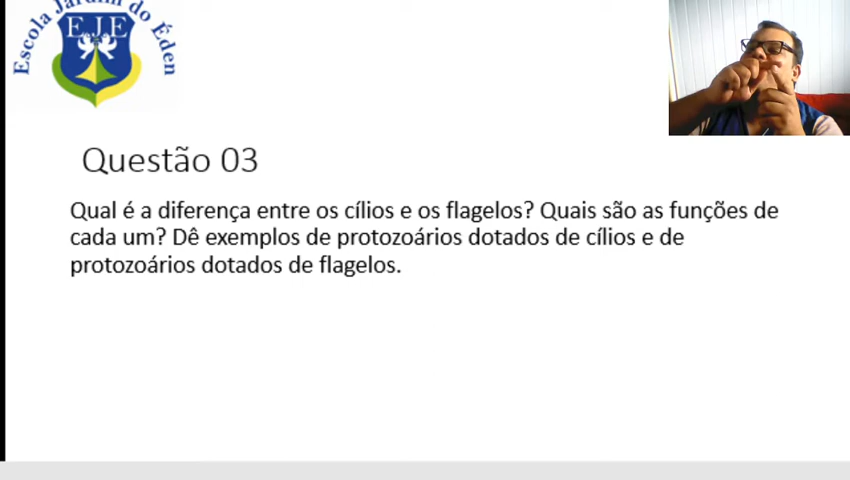 Escola Jardim do Éden
EJE
Questão 03
Qual é a diferença entre os cílios e os flagelos? Quais são as funções de
cada um? Dê exemplos de protozoários dotados de cílios e de
protozoários dotados de flagelos.